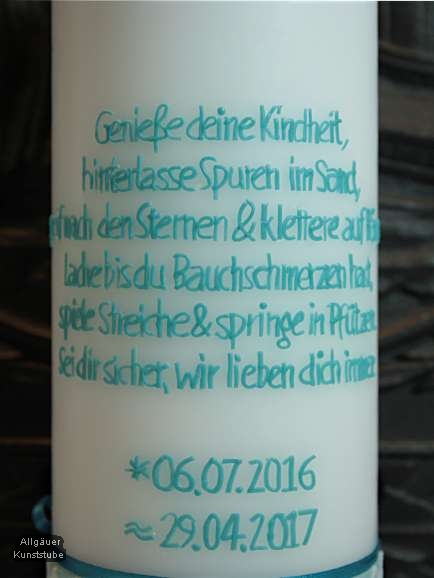 Genieße deine Kindheit,
hinterlasse Spuren im Sand,
nach den Sternen & klettere auf
lache bis du Bauchschmerzen hast,
spiele Streiche & springe in Pfützen.
Sei dir sicher, wir lieben dich immer
*06.07.2016
≈ 29.04.2017
Allgäuer
Kunststube